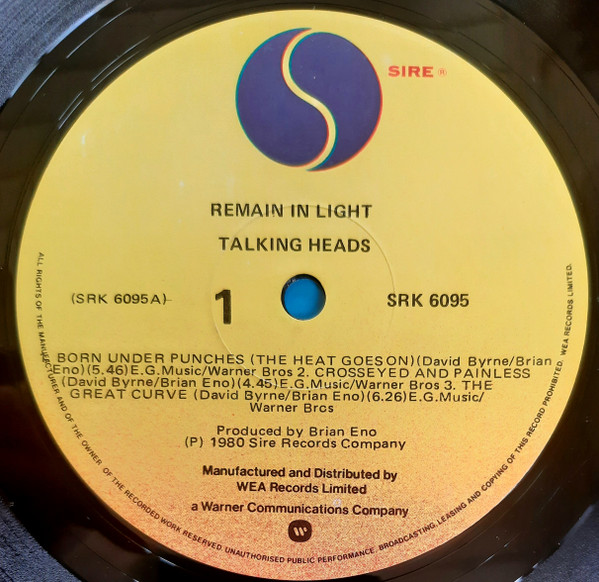 SIRE ®
REMAIN IN LIGHT
TALKING HEADS
(SRK 6095A)
1
SRK 6095
BORN UNDER PUNCHES (THE HEAT GOESON)(David Byrne/Brian
Eno)(5.46)E.G.Music/Warner Bros 2. CROSSEYED AND PAINLESS
(David Byrne/Brian Eno)(4.45)E.G.Music/Warner Bros 3. THE
GREAT CURVE (David Byrne/Brian Eno)(6.26)E.G.Music/
Warner Bros
Produced by Brian Eno
(P) 1980 Sire Records Company
Manufactured and Distributed by
WEA Records Limited
a Warner Communications Company
ALL RIGHTS OF THE MANUFACTURER AND OF THE OWNER OF THE RECORDED WORK RESERVED. UNAUTHORISED PUBLIC PERFORMANCE, BROADCASTING, LEASING AND COPYING OF THIS RECORD PROHIBITED. WEA RECORDS LIMITED.